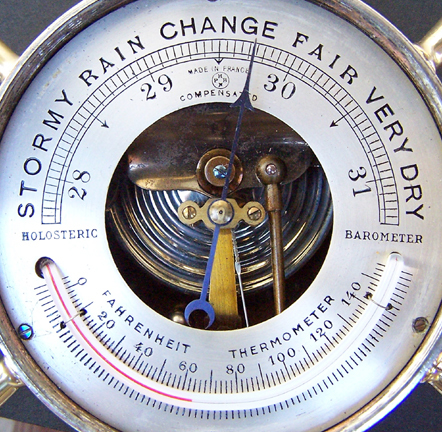 STORMY RAIN CHANGE FAIR VERY DRY
MADE IN FRANCE
28 29 30 31
COMPENSATED
HOLOSTERIC BAROMETER
0 20 40 60 80 100 120 140
FAHRENHEIT THERMOMETER